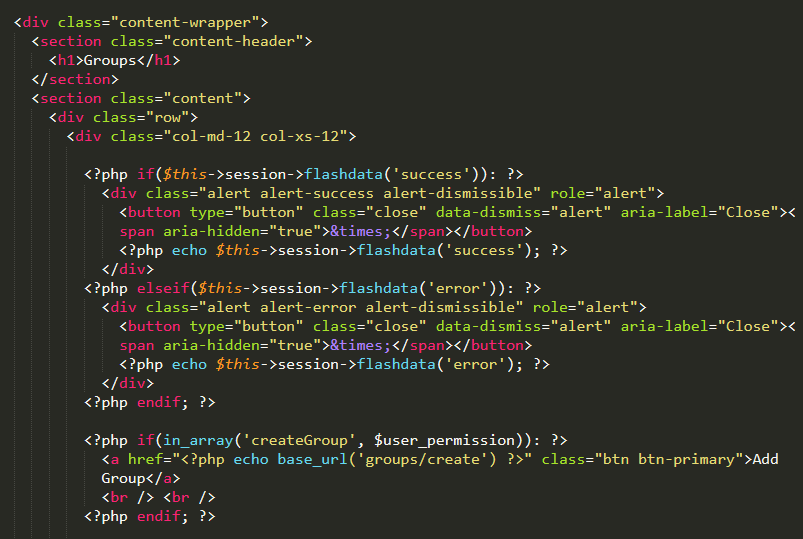 <div class="content-wrapper">
<section class="content-header">
<h1>Groups</h1>
</section>
<section class="content">
<div class="row">
<div class="col-md-12 col-xs-12">
<?php if($this->session->flashdata('success')): ?>
<div class="alert alert-success alert-dismissible" role="alert">
<button type="button" class="close" data-dismiss="alert" aria-label="Close"><
span aria-hidden="true">&times;</span></button>
<?php echo $this->session->flashdata('success'); ?>
</div>
<?php elseif($this->session->flashdata('error')): ?>
<div class="alert alert-error alert-dismissible" role="alert">
<button type="button" class="close" data-dismiss="alert" aria-label="Close"><
span aria-hidden="true">&times;</span></button>
<?php echo $this->session->flashdata('error'); ?>
</div>
<?php endif; ?>
<?php if(in_array('createGroup', $user_permission)): ?>
<a href="<?php echo base_url('groups/create') ?>" class="btn btn-primary">Add
Group</a>
<br /> <br />
<?php endif; ?>